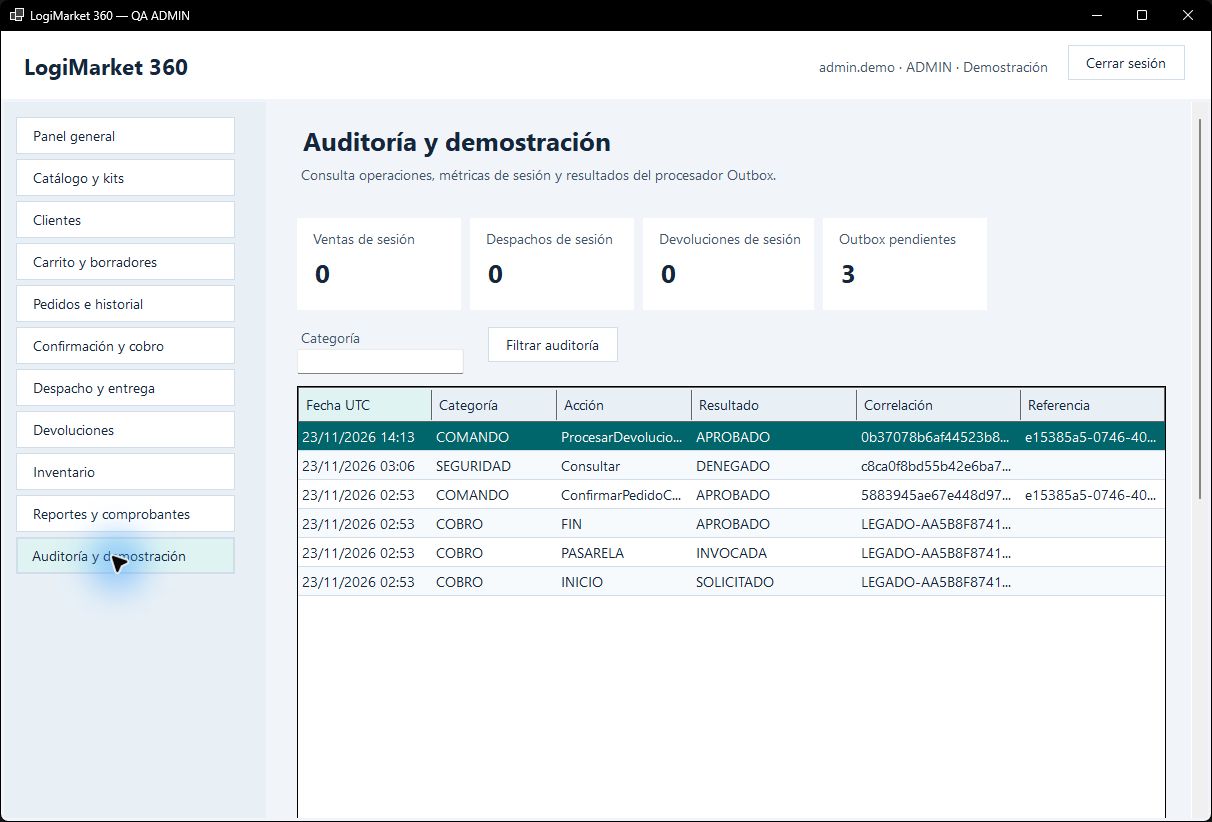 LogiMarket 360 — QA ADMIN
LogiMarket 360
admin.demo · ADMIN · Demostración
Cerrar sesión
Panel general
Catálogo y kits
Clientes
Carrito y borradores
Pedidos e historial
Confirmación y cobro
Despacho y entrega
Devoluciones
Inventario
Reportes y comprobantes
Auditoría y demostración
Auditoría y demostración
Consulta operaciones, métricas de sesión y resultados del procesador Outbox.
Ventas de sesión
0
Despachos de sesión
0
Devoluciones de sesión
0
Outbox pendientes
3
Categoría
Filtrar auditoría
Fecha UTC Categoría Acción Resultado Correlación Referencia
23/11/2026 14:13 COMANDO ProcesarDevolucio... APROBADO 0b37078b6af44523b8... e15385a5-0746-40...
23/11/2026 03:06 SEGURIDAD Consultar DENEGADO c8ca0f8bd55b42e6ba7...
23/11/2026 02:53 COMANDO ConfirmarPedidoC... APROBADO 5883945ae67e448d97... e15385a5-0746-40...
23/11/2026 02:53 COBRO FIN APROBADO LEGADO-AA5B8F8741...
23/11/2026 02:53 COBRO PASARELA INVOCADA LEGADO-AA5B8F8741...
23/11/2026 02:53 COBRO INICIO SOLICITADO LEGADO-AA5B8F8741...